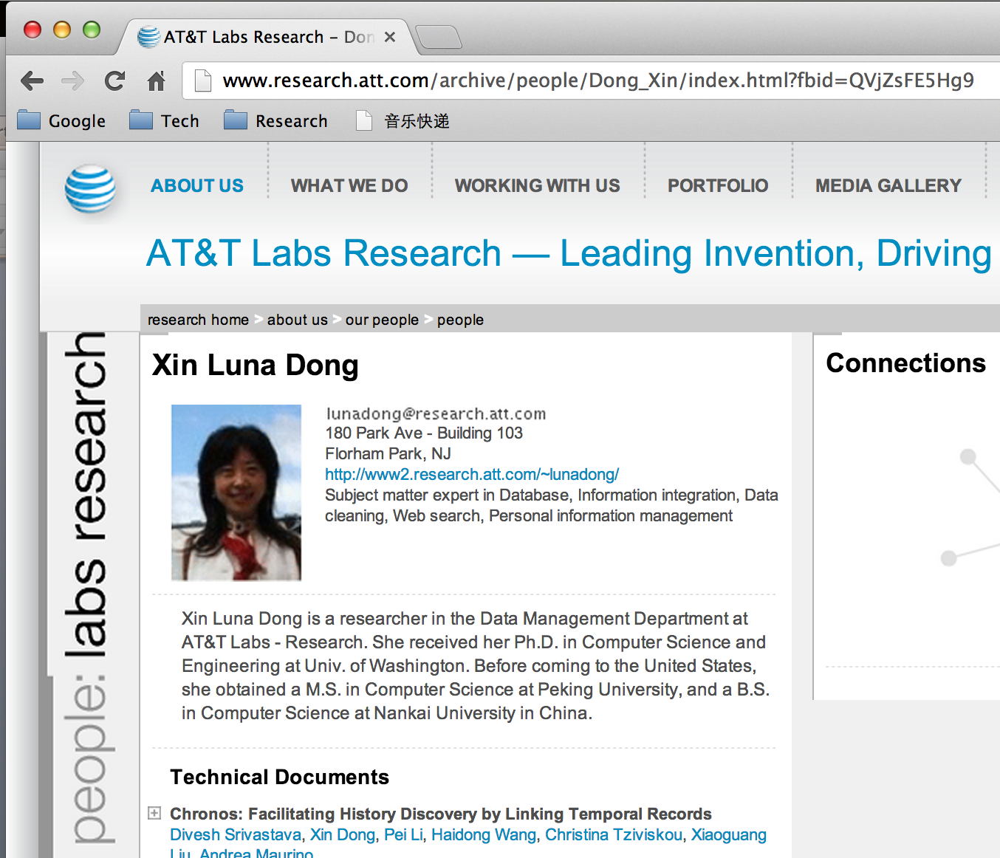 AT&T Labs Research – Don
www.research.att.com/archive/people/Dong_Xin/index.html?fbid=QVjZsFE5Hg9
Google Tech Research 音乐快递
ABOUT US WHAT WE DO WORKING WITH US PORTFOLIO MEDIA GALLERY
AT&T Labs Research — Leading Invention, Driving
research home > about us > our people > people
people: labs research
Xin Luna Dong
lunadong@research.att.com
180 Park Ave - Building 103
Florham Park, NJ
http://www2.research.att.com/~lunadong/
Subject matter expert in Database, Information integration, Data
cleaning, Web search, Personal information management
Xin Luna Dong is a researcher in the Data Management Department at
AT&T Labs - Research. She received her Ph.D. in Computer Science and
Engineering at Univ. of Washington. Before coming to the United States,
she obtained a M.S. in Computer Science at Peking University, and a B.S.
in Computer Science at Nankai University in China.
Technical Documents
Chronos: Facilitating History Discovery by Linking Temporal Records
Divesh Srivastava, Xin Dong, Pei Li, Haidong Wang, Christina Tziviskou, Xiaoguang
Liu, Andrea Maurino
Connections